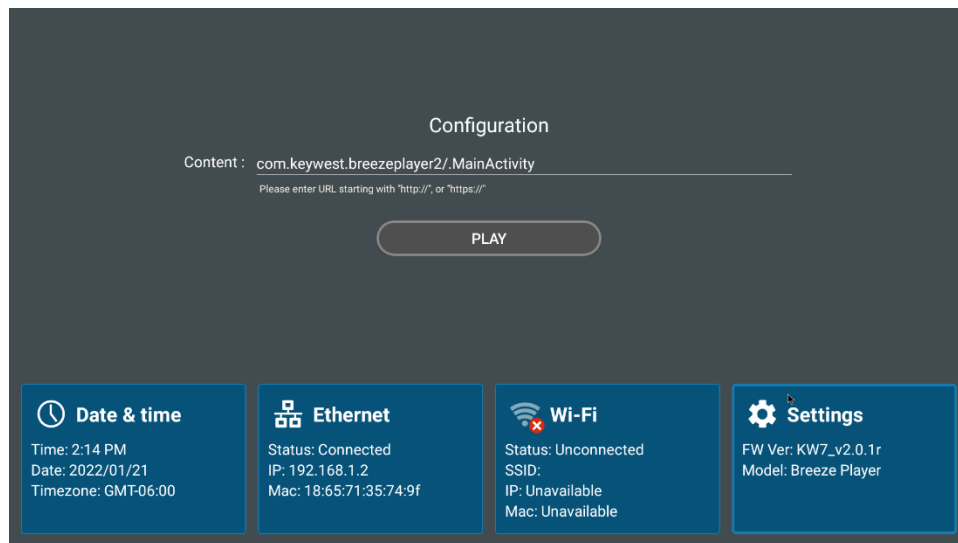 Configuration
Content : com.keywest.breezeplayer2/.MainActivity
Please enter URL starting with "http://", or "https://"
PLAY
Date & time
Time: 2:14 PM
Date: 2022/01/21
Timezone: GMT-06:00
Ethernet
Status: Connected
IP: 192.168.1.2
Mac: 18:65:71:35:74:9f
Wi-Fi
Status: Unconnected
SSID:
IP: Unavailable
Mac: Unavailable
Settings
FW Ver: KW7_v2.0.1r
Model: Breeze Player